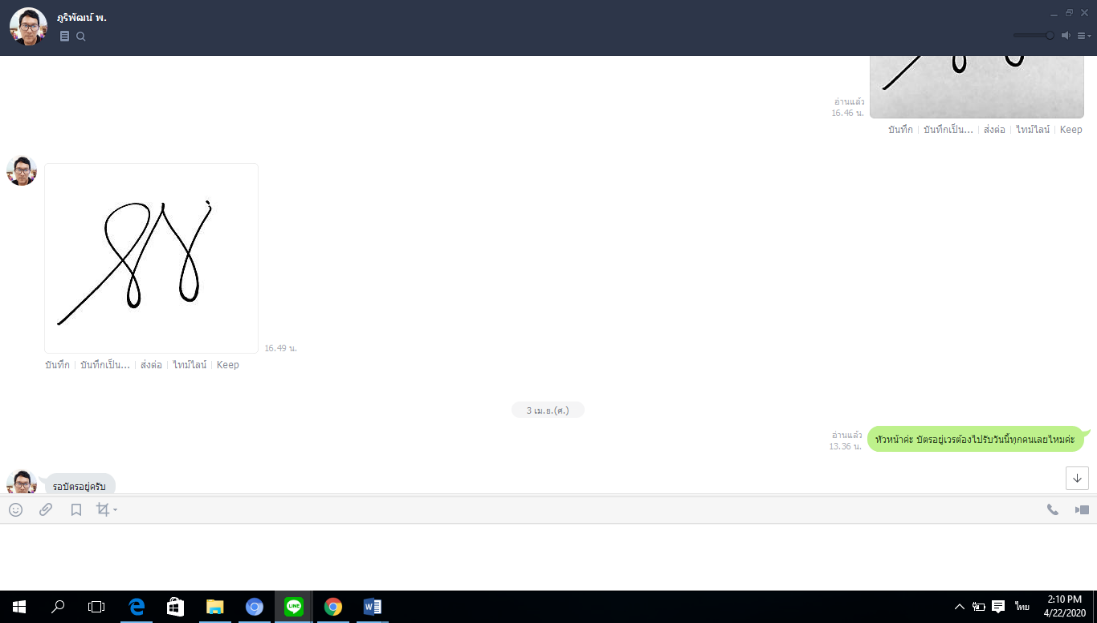 ภูริพัฒน์ พ.
อ่านแล้ว
16.46 น.
บันทึก | บันทึกเป็น... | ส่งต่อ | ไทม์ไลน์ | Keep
16.49 น.
บันทึก | บันทึกเป็น... | ส่งต่อ | ไทม์ไลน์ | Keep
3 เม.ย.(ศ.)
อ่านแล้ว
13.36 น.
หัวหน้าค่ะ บัตรอยู่เวรต้องไปรับวันนี้ทุกคนเลยไหมค่ะ
รอบัตรอยู่ครับ
LINE
ไทย
2:10 PM
4/22/2020